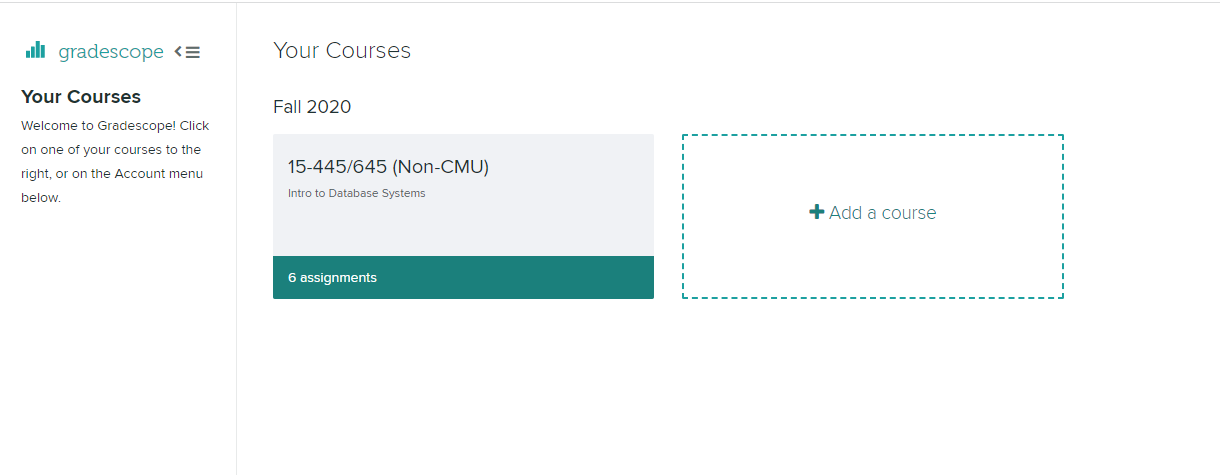 gradescope
Your Courses
Welcome to Gradescope! Click
on one of your courses to the
right, or on the Account menu
below.
Your Courses
Fall 2020
15-445/645 (Non-CMU)
Intro to Database Systems
6 assignments
Add a course